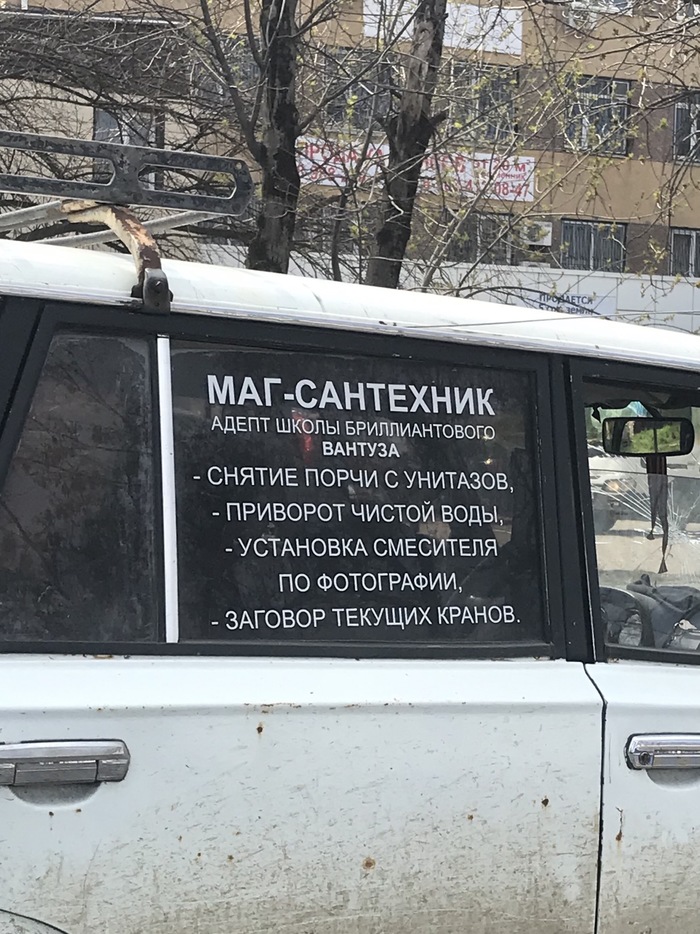 ПРОДАЕТСЯ
МАГ-САНТЕХНИК
АДЕПТ ШКОЛЫ БРИЛЛИАНТОВОГО
ВАНТУЗА
- СНЯТИЕ ПОРЧИ С УНИТАЗОВ,
- ПРИВОРОТ ЧИСТОЙ ВОДЫ,
- УСТАНОВКА СМЕСИТЕЛЯ
ПО ФОТОГРАФИИ,
- ЗАГОВОР ТЕКУЩИХ КРАНОВ.